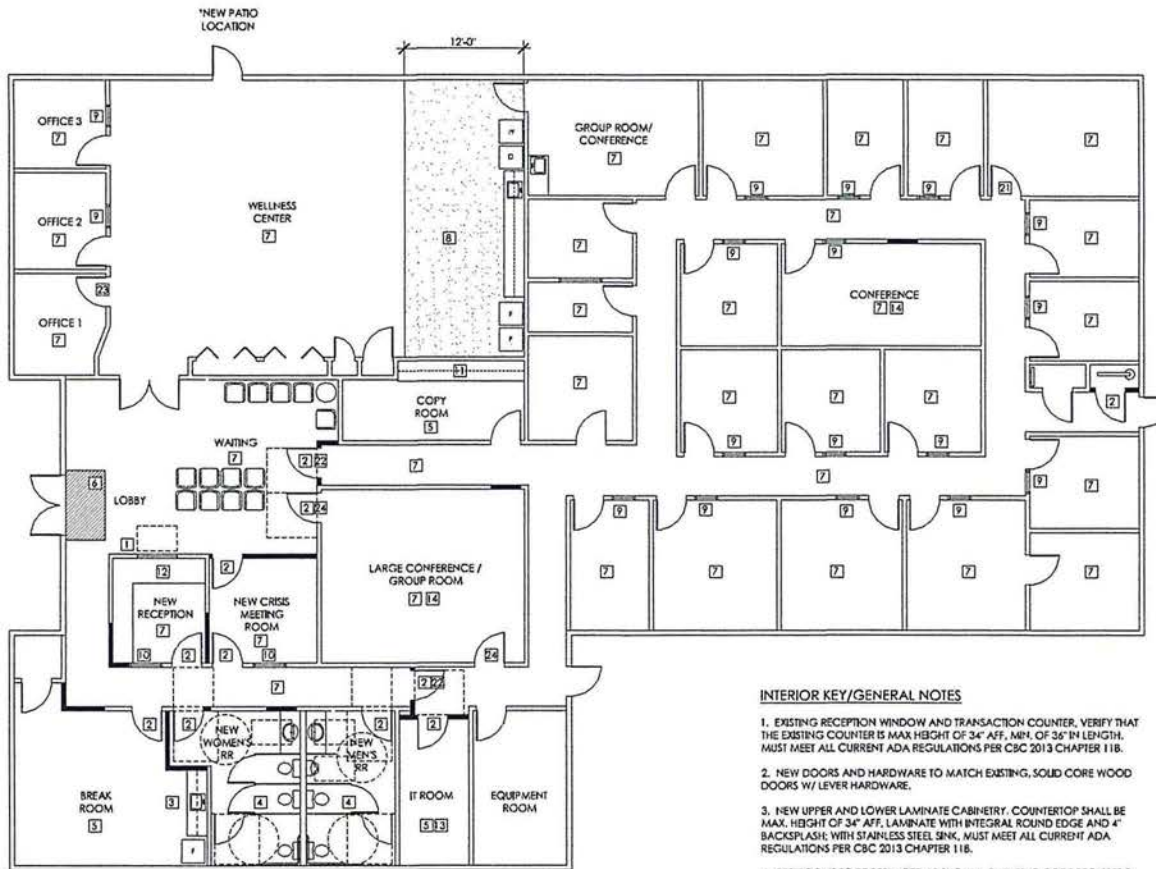 *NEW PATIO
LOCATION
12'-0"
OFFICE 3
7
9
OFFICE 2
7
9
23
OFFICE 1
7
WELLNESS
CENTER
7
8
GROUP ROOM/
CONFERENCE
7
7
9
7
9
7
9
7
21
7
7
9
7
9
7
9
7
9
CONFERENCE
7 14
7
7
9
7
9
7
9
7
2
11
COPY
ROOM
5
WAITING
7
2 22
7
7
6
LOBBY
2 24
1
12
NEW
RECEPTION
7
10
2
2
NEW CRISIS
MEETING
ROOM
7
2
10
LARGE CONFERENCE /
GROUP ROOM
7 14
24
9
7
9
7
9
7
9
7
9
7
7
7
2 22
2
2
2
2
NEW
WOMEN'S
RR
NEW
MEN'S
RR
BREAK
ROOM
5
3
F
4
4
IT ROOM
5 13
EQUIPMENT
ROOM
INTERIOR KEY/GENERAL NOTES
1. EXISTING RECEPTION WINDOW AND TRANSACTION COUNTER, VERIFY THAT
THE EXISTING COUNTER IS MAX HEIGHT OF 34" AFF, MIN. OF 36" IN LENGTH.
MUST MEET ALL CURRENT ADA REGULATIONS PER CBC 2013 CHAPTER 11B.
2. NEW DOORS AND HARDWARE TO MATCH EXISTING, SOLID CORE WOOD
DOORS W/ LEVER HARDWARE.
3. NEW UPPER AND LOWER LAMINATE CABINETRY. COUNTERTOP SHALL BE
MAX. HEIGHT OF 34" AFF, LAMINATE WITH INTEGRAL ROUND EDGE AND 4"
BACKSPLASH; WITH STAINLESS STEEL SINK, MUST MEET ALL CURRENT ADA
REGULATIONS PER CBC 2013 CHAPTER 11B.